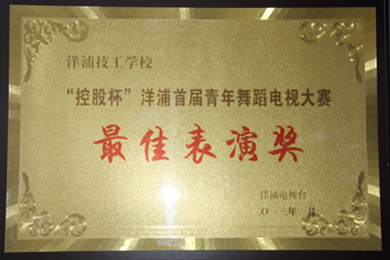 洋浦技工学校
“控股杯”洋浦首届青年舞蹈电视大赛
最佳表演奖
洋浦电视台